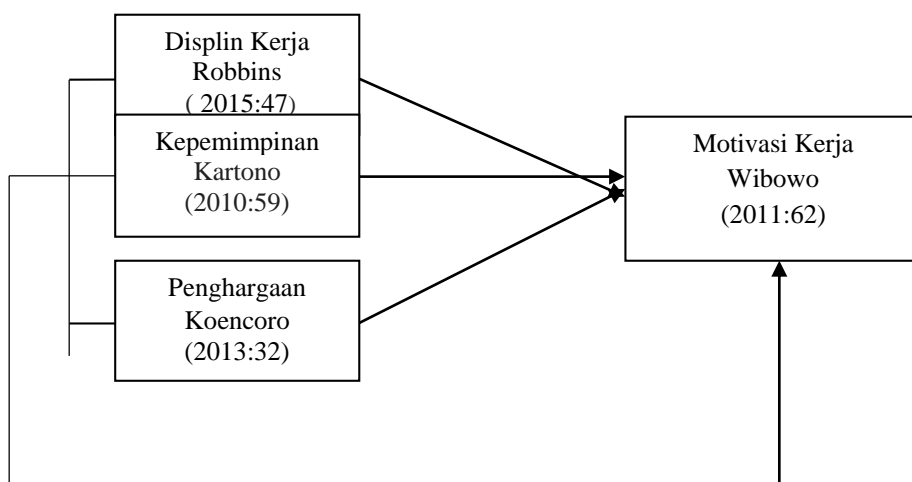 Displin Kerja
Robbins
( 2015:47)
Kepemimpinan
Kartono
(2010:59)
Motivasi Kerja
Wibowo
(2011:62)
Penghargaan
Koencoro
(2013:32)